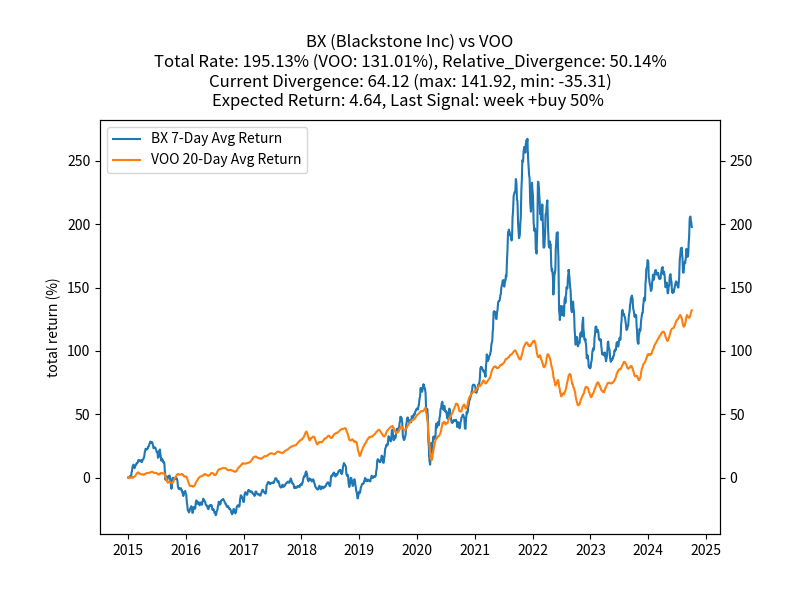 BX (Blackstone Inc) vs VOO
Total Rate: 195.13% (VOO: 131.01%), Relative_Divergence: 50.14%
Current Divergence: 64.12 (max: 141.92, min: -35.31)
Expected Return: 4.64, Last Signal: week +buy 50%
BX 7-Day Avg Return
VOO 20-Day Avg Return
total return (%)
250
200
150
100
50
0
250
200
150
100
50
0
2015 2016 2017 2018 2019 2020 2021 2022 2023 2024 2025